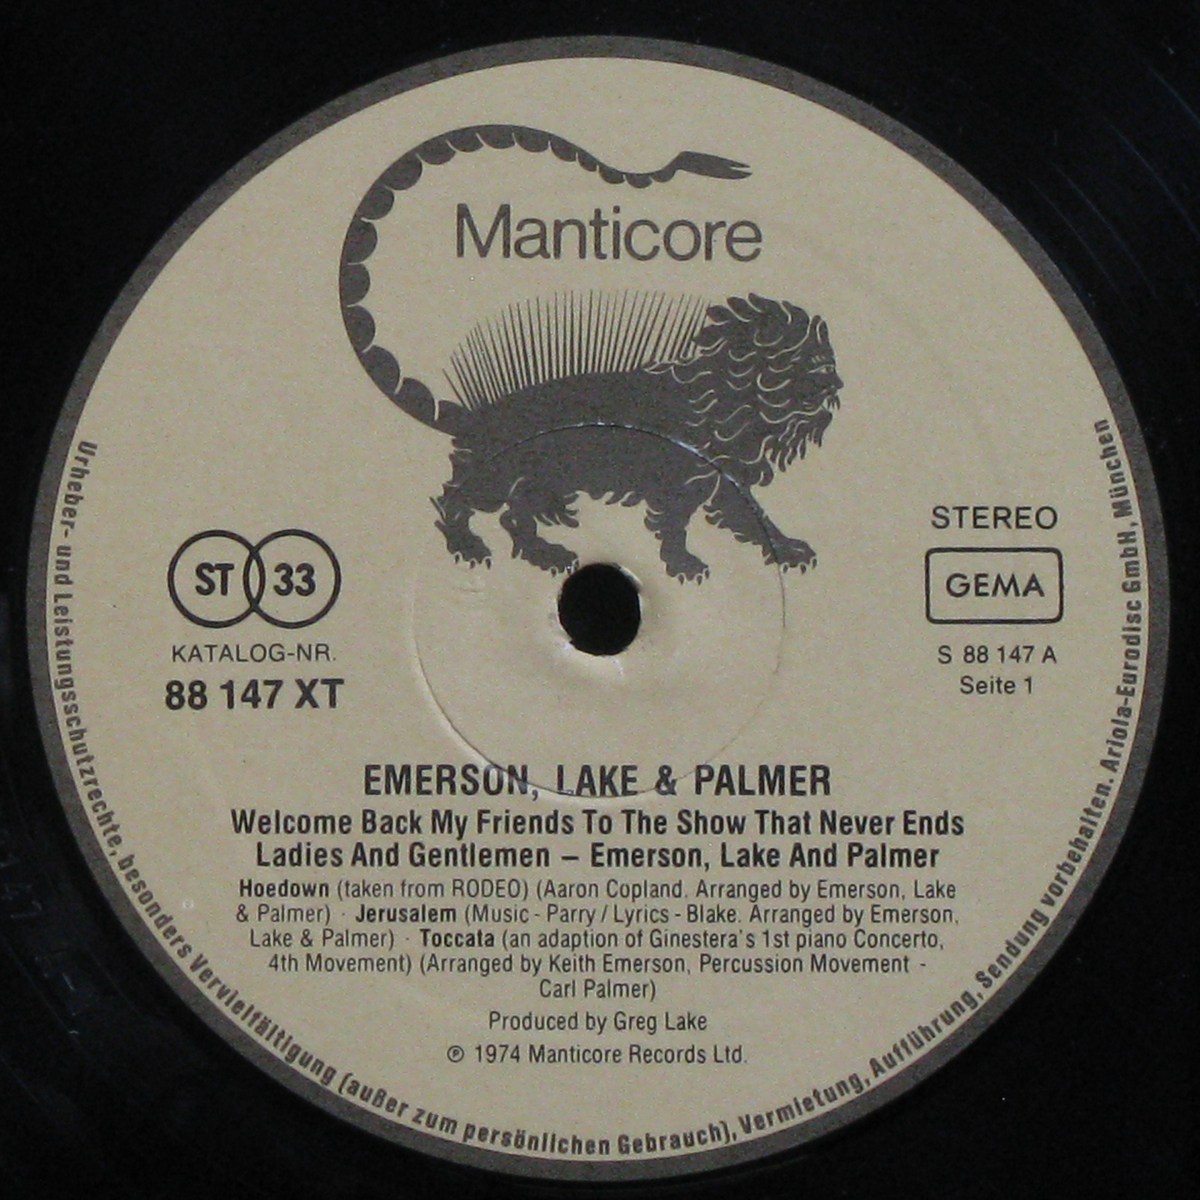 Manticore
ST 33
KATALOG-NR.
88 147 XT
STEREO
GEMA
S 88 147 A
Seite 1
EMERSON, LAKE & PALMER
Welcome Back My Friends To The Show That Never Ends
Ladies And Gentlemen – Emerson, Lake And Palmer
Hoedown (taken from RODEO) (Aaron Copland. Arranged by Emerson, Lake
& Palmer) · Jerusalem (Music - Parry / Lyrics - Blake. Arranged by Emerson,
Lake & Palmer) · Toccata (an adaption of Ginestera's 1st piano Concerto,
4th Movement) (Arranged by Keith Emerson, Percussion Movement -
Carl Palmer)
Produced by Greg Lake
℗ 1974 Manticore Records Ltd.
Urheber- und Leistungsschutzrechte, besonders Vervielfältigung (außer zum persönlichen Gebrauch), Vermietung, Aufführung, Sendung vorbehalten. Ariola-Eurodisc GmbH, München